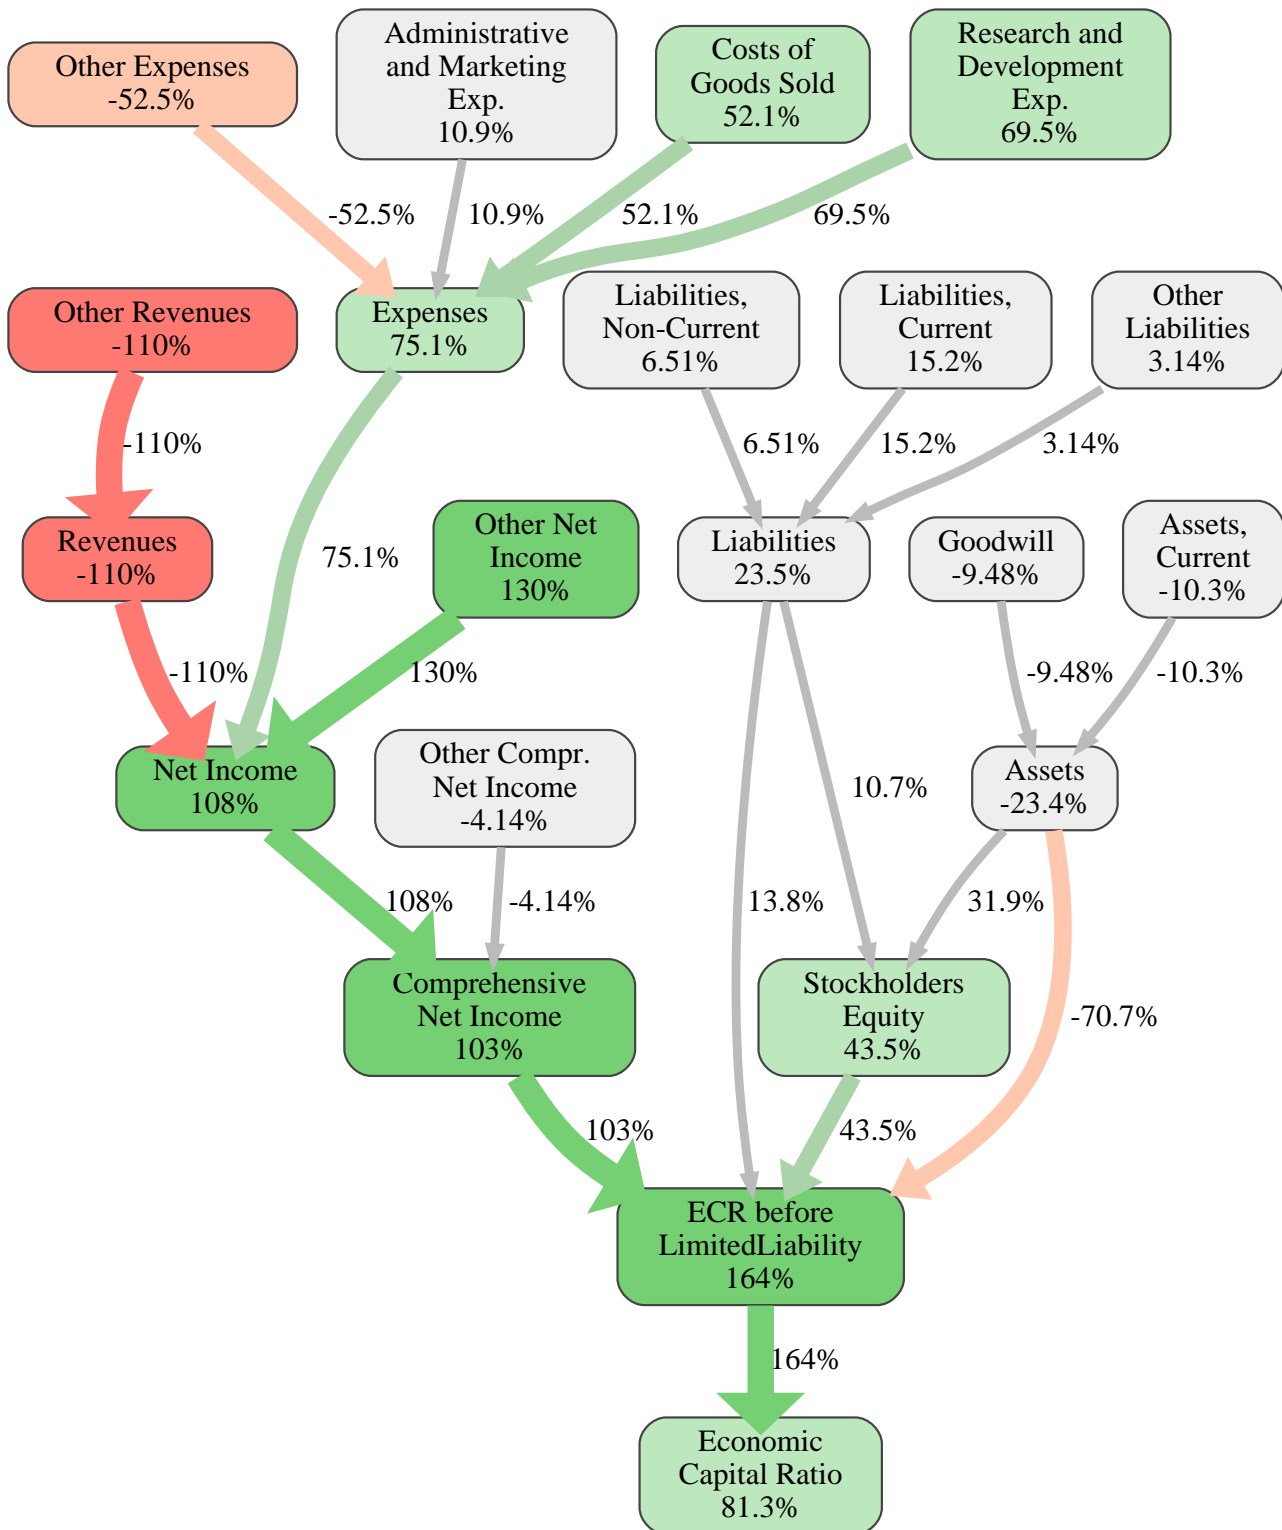 Other Expenses
-52.5%
Administrative
and Marketing
Exp.
10.9%
Costs of
Goods Sold
52.1%
Research and
Development
Exp.
69.5%
-52.5%
10.9%
52.1%
69.5%
Other Revenues
-110%
Expenses
75.1%
Liabilities,
Non-Current
6.51%
Liabilities,
Current
15.2%
Other
Liabilities
3.14%
-110%
6.51%
15.2%
3.14%
Revenues
-110%
75.1%
Other Net
Income
130%
Liabilities
23.5%
Goodwill
-9.48%
Assets,
Current
-10.3%
-110%
130%
-9.48%
-10.3%
Net Income
108%
Other Compr.
Net Income
-4.14%
10.7%
Assets
-23.4%
108%
-4.14%
13.8%
31.9%
Comprehensive
Net Income
103%
Stockholders
Equity
43.5%
-70.7%
103%
43.5%
ECR before
LimitedLiability
164%
164%
Economic
Capital Ratio
81.3%